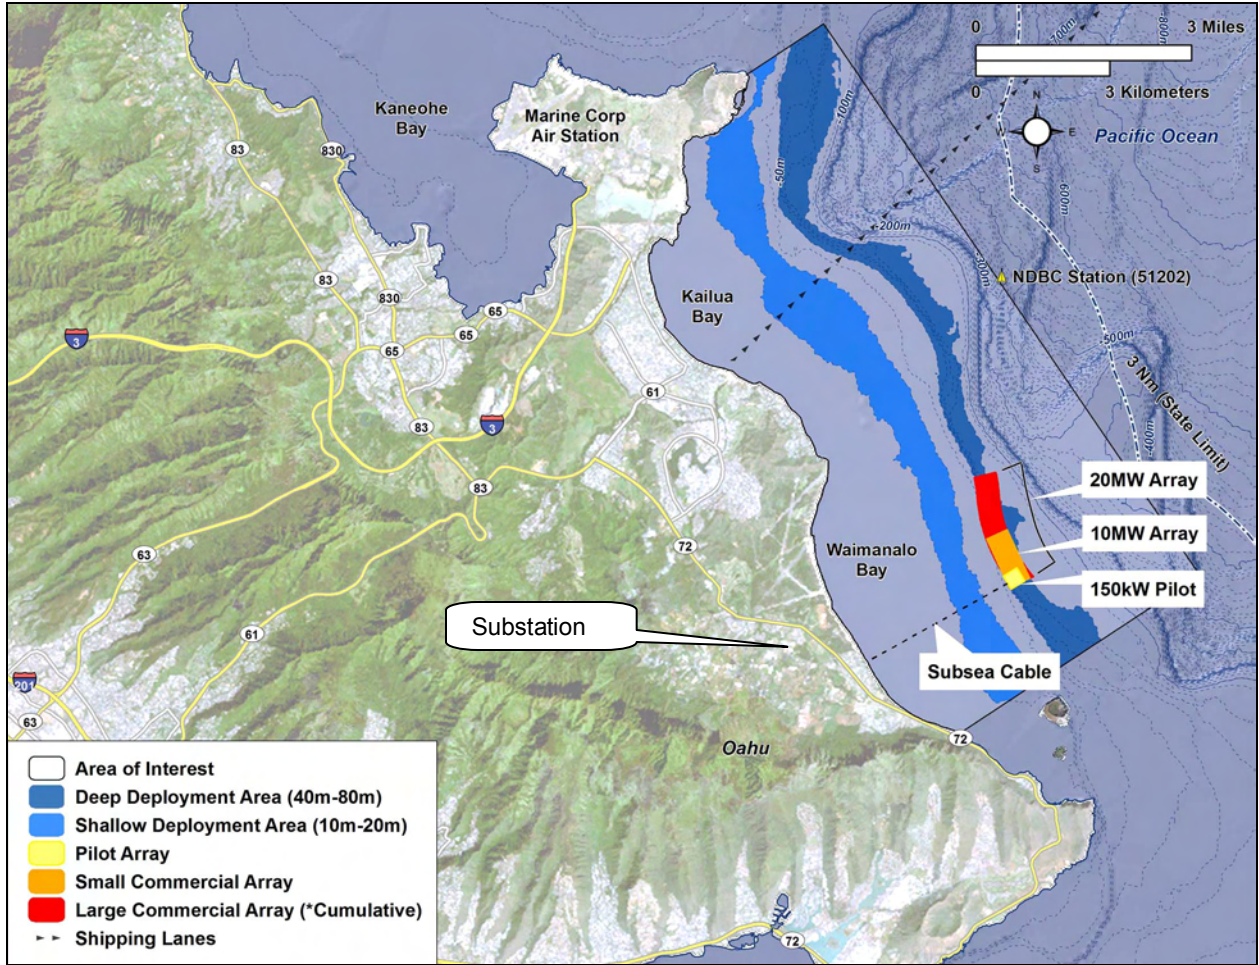 0 3 Miles
0 3 Kilometers
N
W E
S
Pacific Ocean
Kaneohe
Bay
Marine Corp
Air Station
Kailua
Bay
Waimanalo
Bay
NDBC Station (51202)
3 Nm (State Limit)
-700m
-800m
100m
-50m
-200m
-300m
600m
-500m
-400m
83
830
83
830
65
65
65
3
61
83
3
83
72
63
61
201
63
72
72
20MW Array
10MW Array
150kW Pilot
Subsea Cable
Substation
Oahu
Area of Interest
Deep Deployment Area (40m-80m)
Shallow Deployment Area (10m-20m)
Pilot Array
Small Commercial Array
Large Commercial Array (*Cumulative)
Shipping Lanes